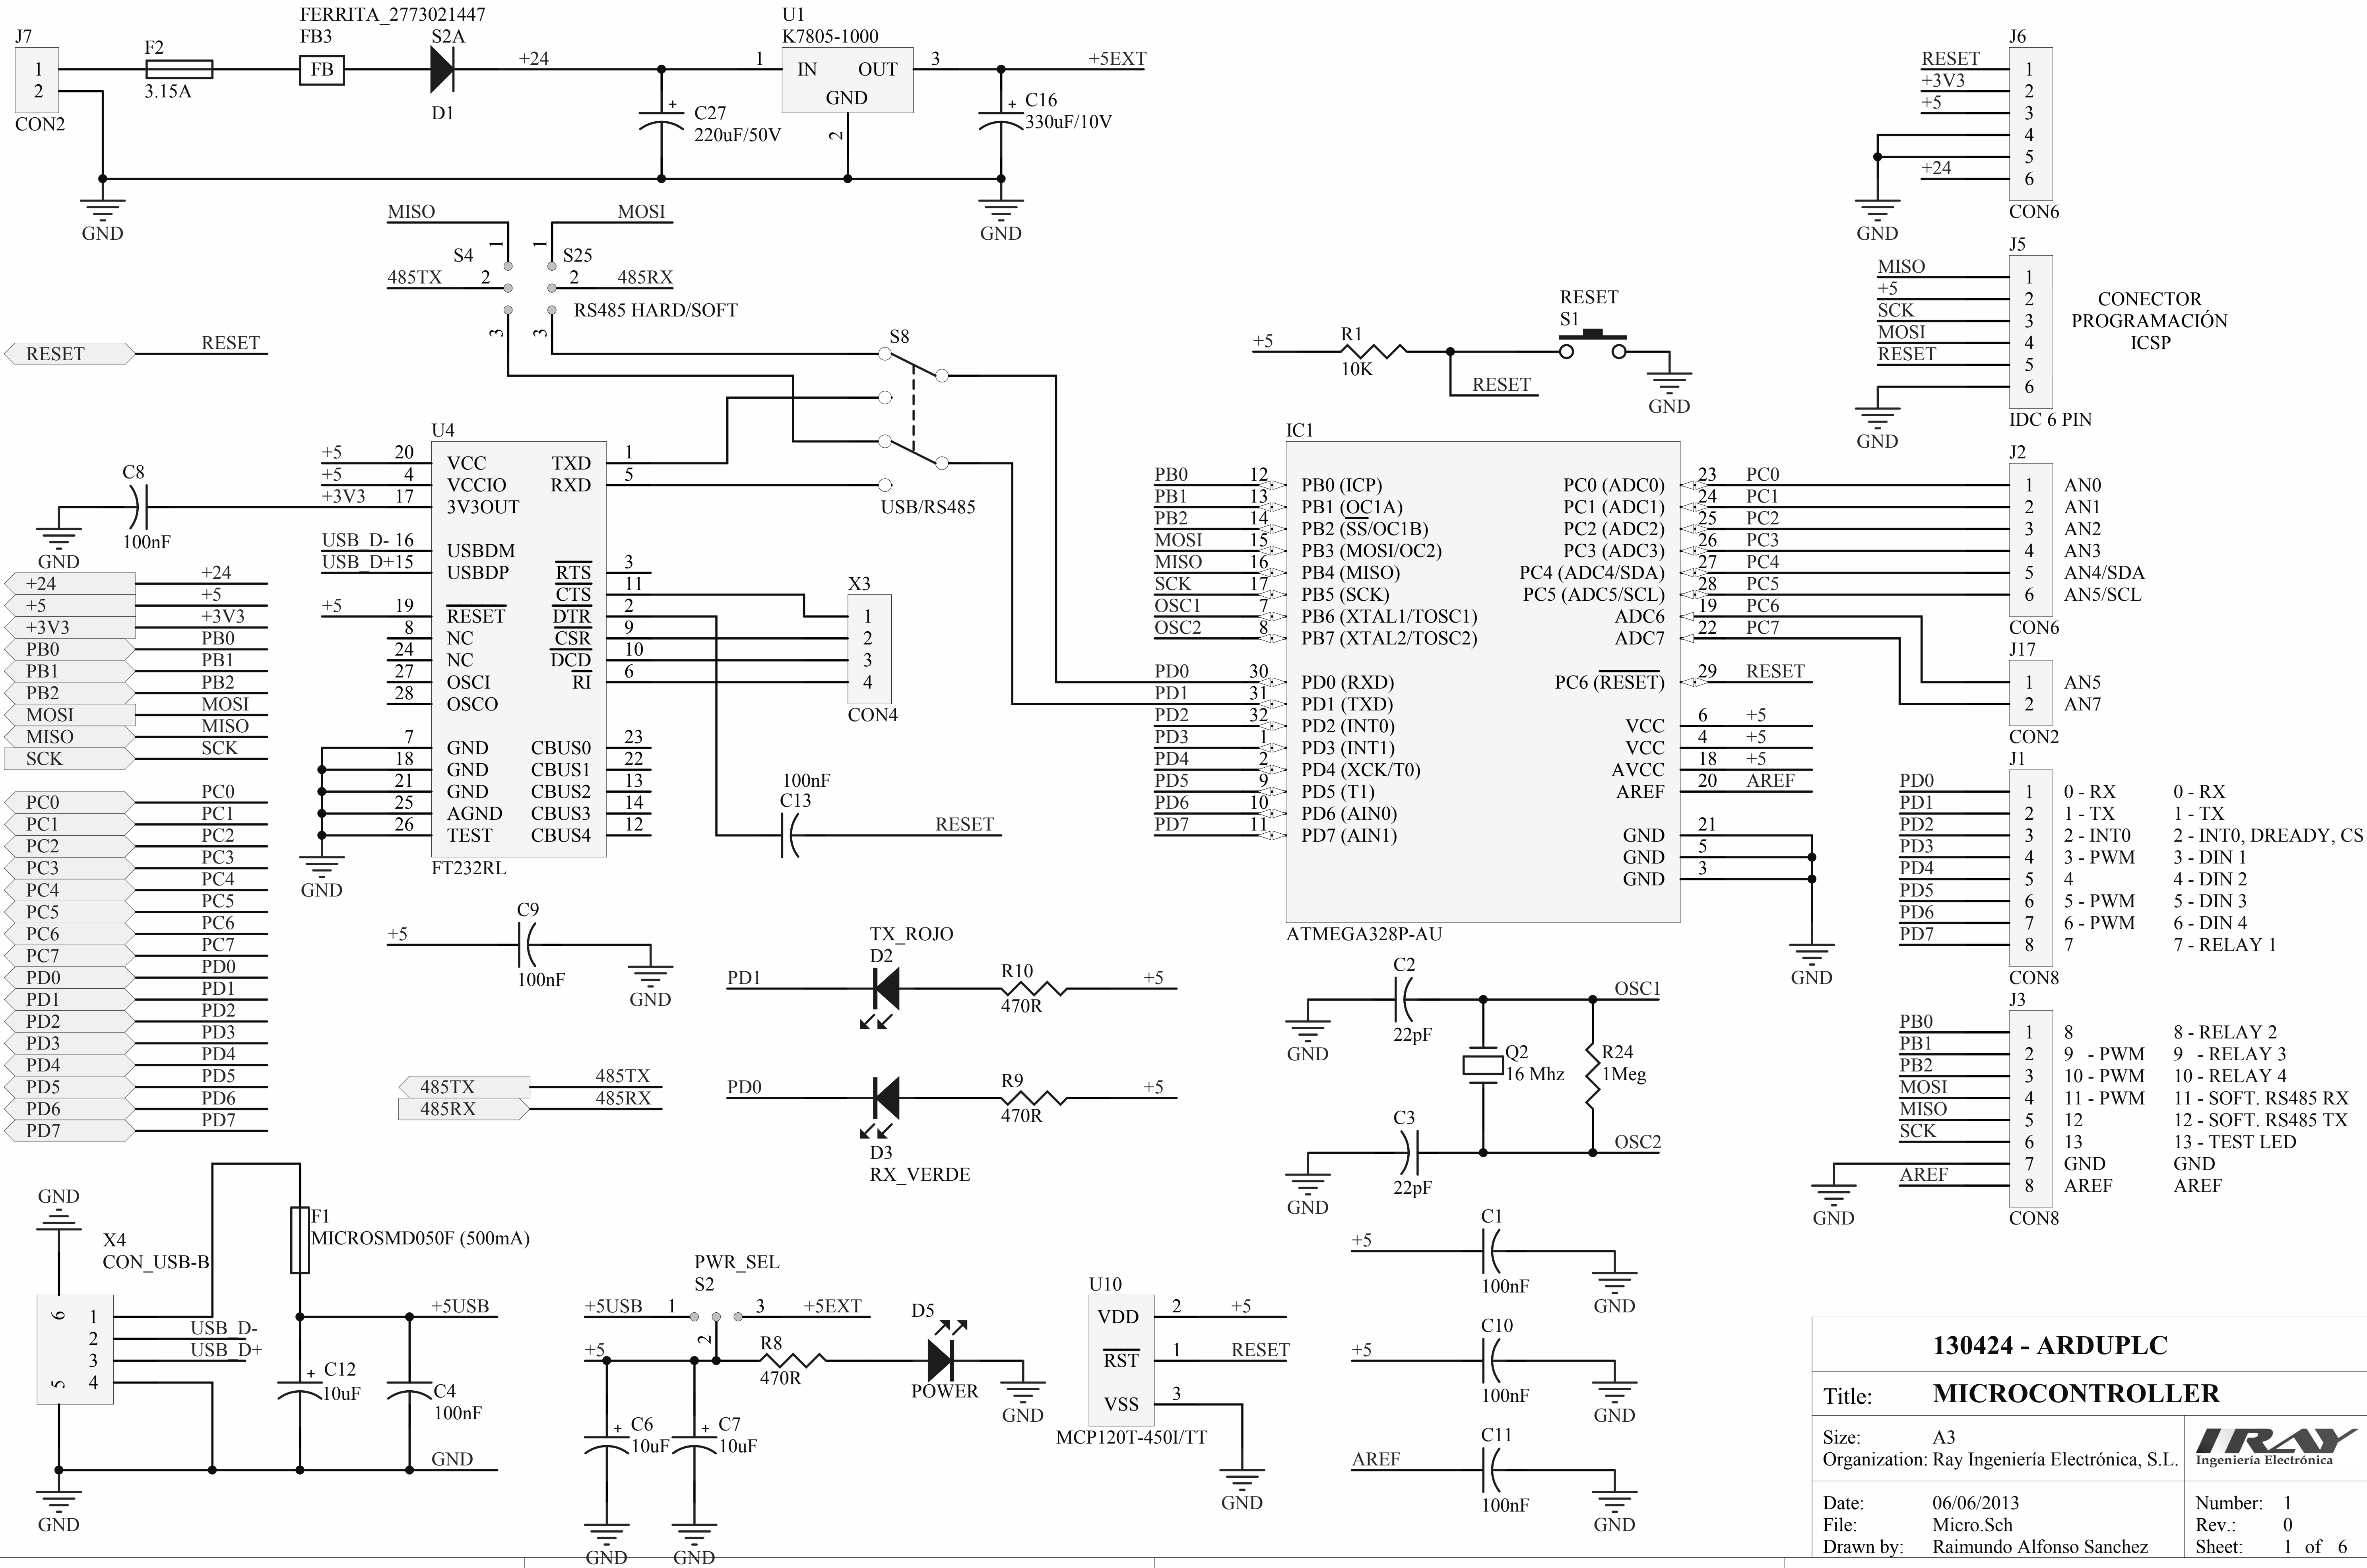 J7
1
2
CON2
F2
3.15A
FERRITA_2773021447
FB3
FB
S2A
D1
+24
C27
220uF/50V
+
U1
K7805-1000
1
IN
OUT
GND
2
3
+5EXT
+
C16
330uF/10V
GND
GND
J6
RESET 1
+3V3 2
+5 3
4
5
+24 6
CON6
GND
MISO
MOSI
1
1
S4
S25
485TX 2
2 485RX
RS485 HARD/SOFT
3
3
S8
USB/RS485
RESET RESET
+5
R1
10K
RESET
RESET
S1
GND
J5
MISO 1
+5 2
SCK 3
MOSI 4
RESET 5
6
IDC 6 PIN
GND
CONECTOR
PROGRAMACIÓN
ICSP
C8
100nF
GND
U4
+5 20 VCC
+5 4 VCCIO
+3V3 17 3V3OUT
USB_D- 16 USBDM
USB_D+ 15 USBDP
+5 19 RESET
8 NC
24 NC
27 OSCI
28 OSCO
7 GND
18 GND
21 GND
25 AGND
26 TEST
TXD 1
RXD 5
RTS 3
CTS 11
DTR 2
CSR 9
DCD 10
RI 6
CBUS0 23
CBUS1 22
CBUS2 13
CBUS3 14
CBUS4 12
FT232RL
GND
X3
1
2
3
4
CON4
100nF
C13
RESET
+24 +24
+5 +5
+3V3 +3V3
PB0 PB0
PB1 PB1
PB2 PB2
MOSI MOSI
MISO MISO
SCK SCK
PC0 PC0
PC1 PC1
PC2 PC2
PC3 PC3
PC4 PC4
PC5 PC5
PC6 PC6
PC7 PC7
PD0 PD0
PD1 PD1
PD2 PD2
PD3 PD3
PD4 PD4
PD5 PD5
PD6 PD6
PD7 PD7
IC1
PB0 12 PB0 (ICP)
PB1 13 PB1 (OC1A)
PB2 14 PB2 (SS/OC1B)
MOSI 15 PB3 (MOSI/OC2)
MISO 16 PB4 (MISO)
SCK 17 PB5 (SCK)
OSC1 7 PB6 (XTAL1/TOSC1)
OSC2 8 PB7 (XTAL2/TOSC2)
PD0 30 PD0 (RXD)
PD1 31 PD1 (TXD)
PD2 32 PD2 (INT0)
PD3 1 PD3 (INT1)
PD4 2 PD4 (XCK/T0)
PD5 9 PD5 (T1)
PD6 10 PD6 (AIN0)
PD7 11 PD7 (AIN1)
PC0 (ADC0) 23 PC0
PC1 (ADC1) 24 PC1
PC2 (ADC2) 25 PC2
PC3 (ADC3) 26 PC3
PC4 (ADC4/SDA) 27 PC4
PC5 (ADC5/SCL) 28 PC5
ADC6 19 PC6
ADC7 22 PC7
PC6 (RESET) 29 RESET
VCC 6 +5
VCC 4 +5
AVCC 18 +5
AREF 20 AREF
GND 21
GND 5
GND 3
ATMEGA328P-AU
GND
J2
1 AN0
2 AN1
3 AN2
4 AN3
5 AN4/SDA
6 AN5/SCL
CON6
J17
1 AN5
2 AN7
CON2
J1
PD0 1 0 - RX 0 - RX
PD1 2 1 - TX 1 - TX
PD2 3 2 - INT0 2 - INT0, DREADY, CS
PD3 4 3 - PWM 3 - DIN 1
PD4 5 4 4 - DIN 2
PD5 6 5 - PWM 5 - DIN 3
PD6 7 6 - PWM 6 - DIN 4
PD7 8 7 7 - RELAY 1
CON8
J3
PB0 1 8 8 - RELAY 2
PB1 2 9 - PWM 9 - RELAY 3
PB2 3 10 - PWM 10 - RELAY 4
MOSI 4 11 - PWM 11 - SOFT. RS485 RX
MISO 5 12 12 - SOFT. RS485 TX
SCK 6 13 13 - TEST LED
7 GND GND
AREF 8 AREF AREF
CON8
GND
+5
C9
100nF
GND
485TX 485TX
485RX 485RX
TX_ROJO
D2
PD1
R10
470R
+5
PD0
R9
470R
+5
D3
RX_VERDE
C2
22pF
GND
OSC1
Q2
16 Mhz
R24
1Meg
C3
22pF
GND
OSC2
GND
X4
CON_USB-B
6
5
1
2 USB_D-
3 USB_D+
4
GND
F1
MICROSMD050F (500mA)
+5USB
+
C12
10uF
C4
100nF
GND
PWR_SEL
S2
+5USB 1
3 +5EXT
2
+5
R8
470R
D5
POWER
GND
+
C6
10uF
+
C7
10uF
GND
GND
U10
VDD 2 +5
RST 1 RESET
VSS 3
MCP120T-450I/TT
GND
C1
+5
100nF
GND
C10
+5
100nF
GND
C11
AREF
100nF
GND
130424 - ARDUPLC
Title: MICROCONTROLLER
Size: A3
Organization: Ray Ingeniería Electrónica, S.L.
IRAY
Ingeniería Electrónica
Date: 06/06/2013
File: Micro.Sch
Drawn by: Raimundo Alfonso Sanchez
Number: 1
Rev.: 0
Sheet: 1 of 6